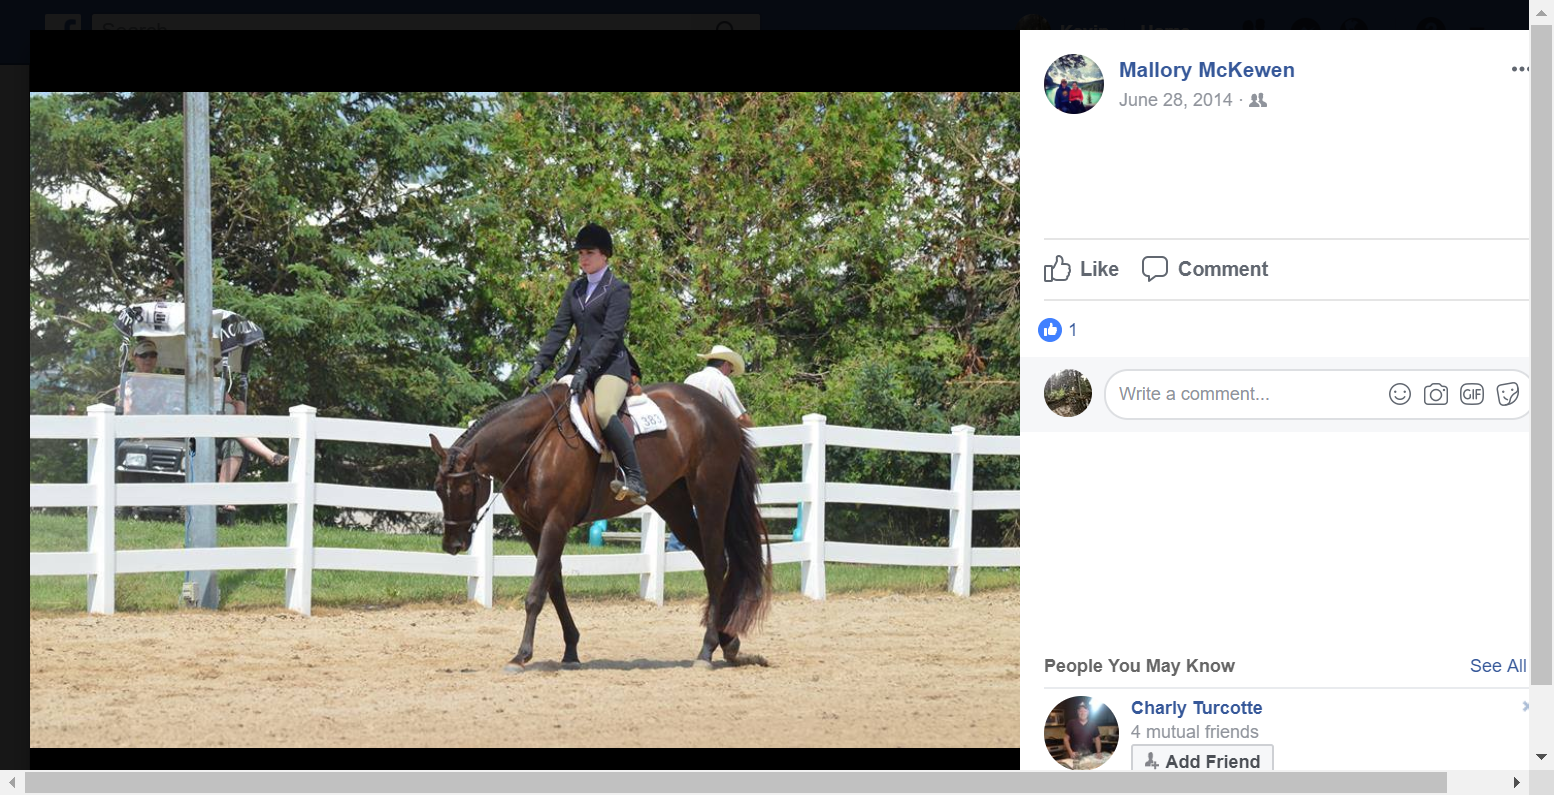 Search
Mallory McKewen
June 28, 2014 ·
Like
Comment
1
Write a comment...
GIF
383
People You May Know
See All
Charly Turcotte
4 mutual friends
Add Friend